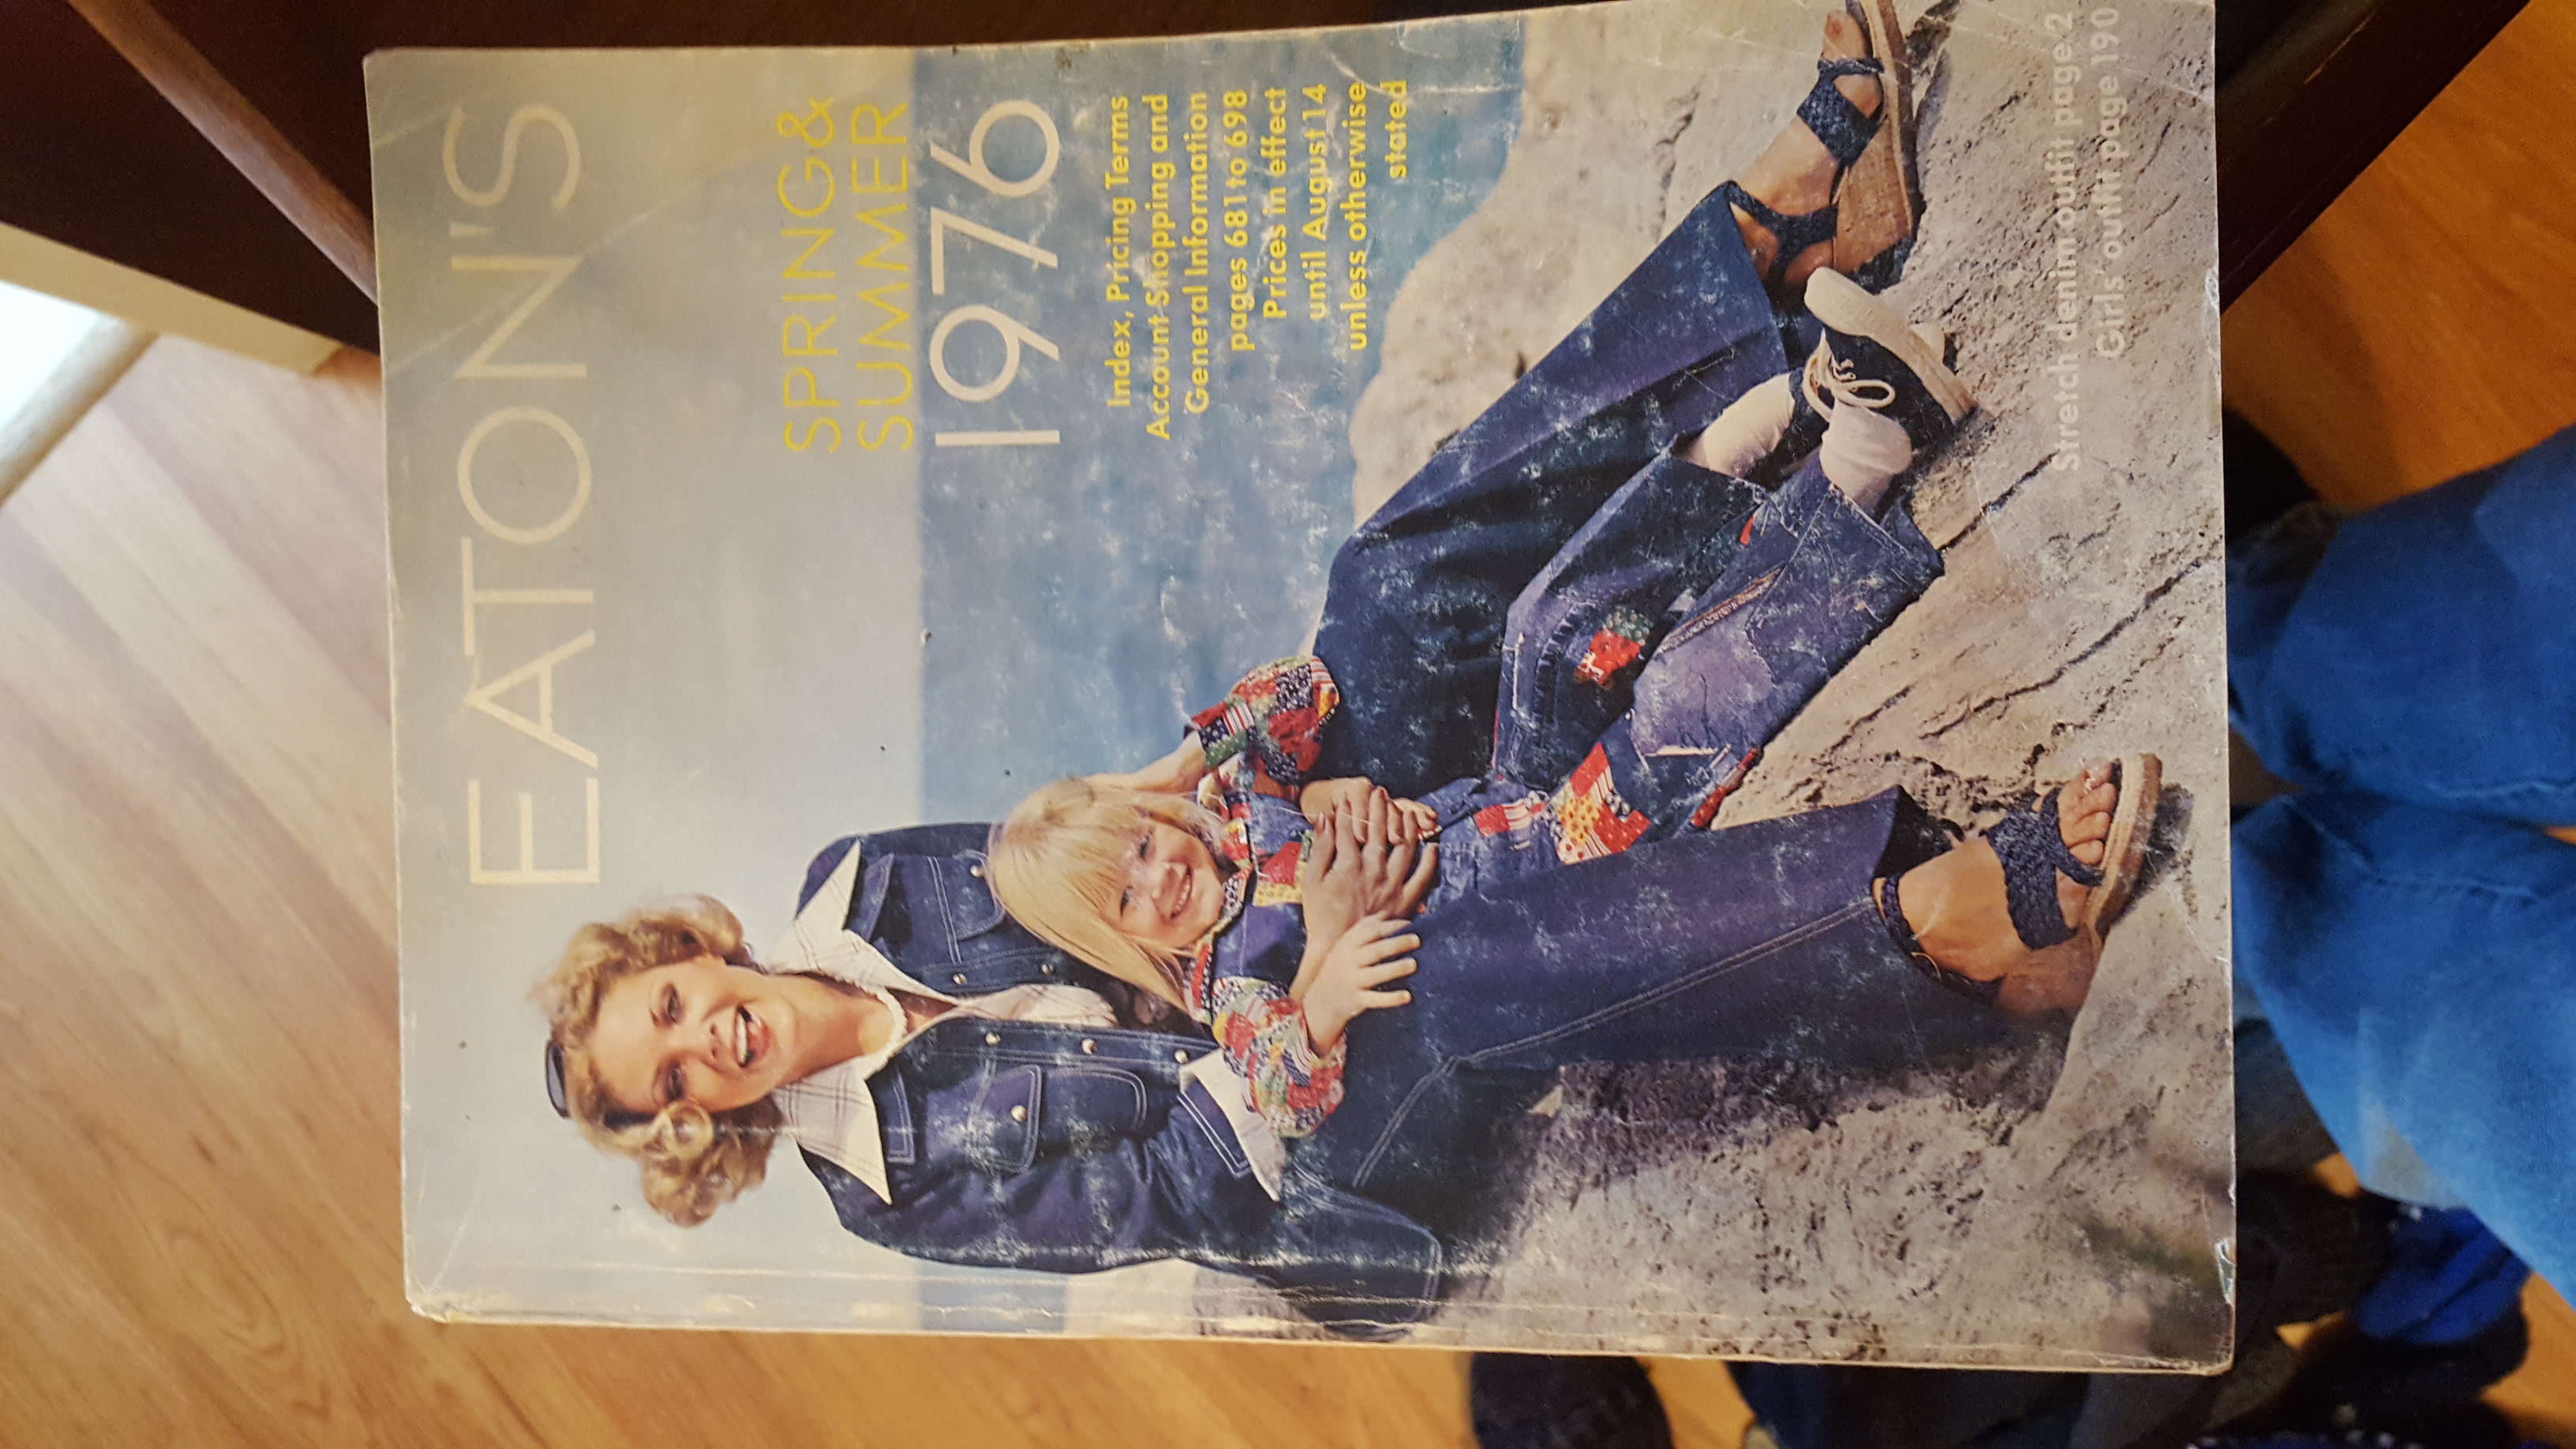 EATON'S
SPRING&
SUMMER
1976
Index, Pricing Terms
Account-Shopping and
General Information
pages 681 to 698
Prices in effect
until August 14
unless otherwise
stated
Stretch denim outfit page 2
Girls' outfit page 190